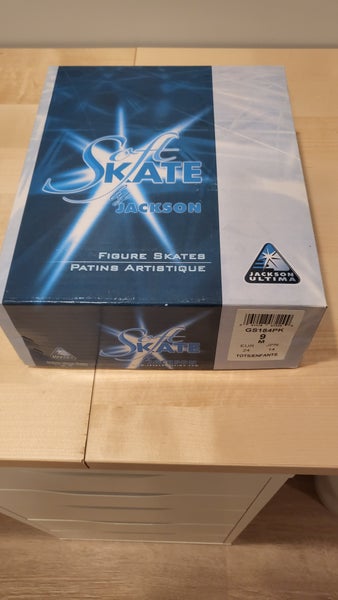 Soft
SKATE
by
JACKSON
FIGURE SKATES
PATINS ARTISTIQUE
JACKSON
ULTIMA
Soft
SKATE
GS184PK
9
M
EUR JPN
24 14
TOTS/ENFANTS